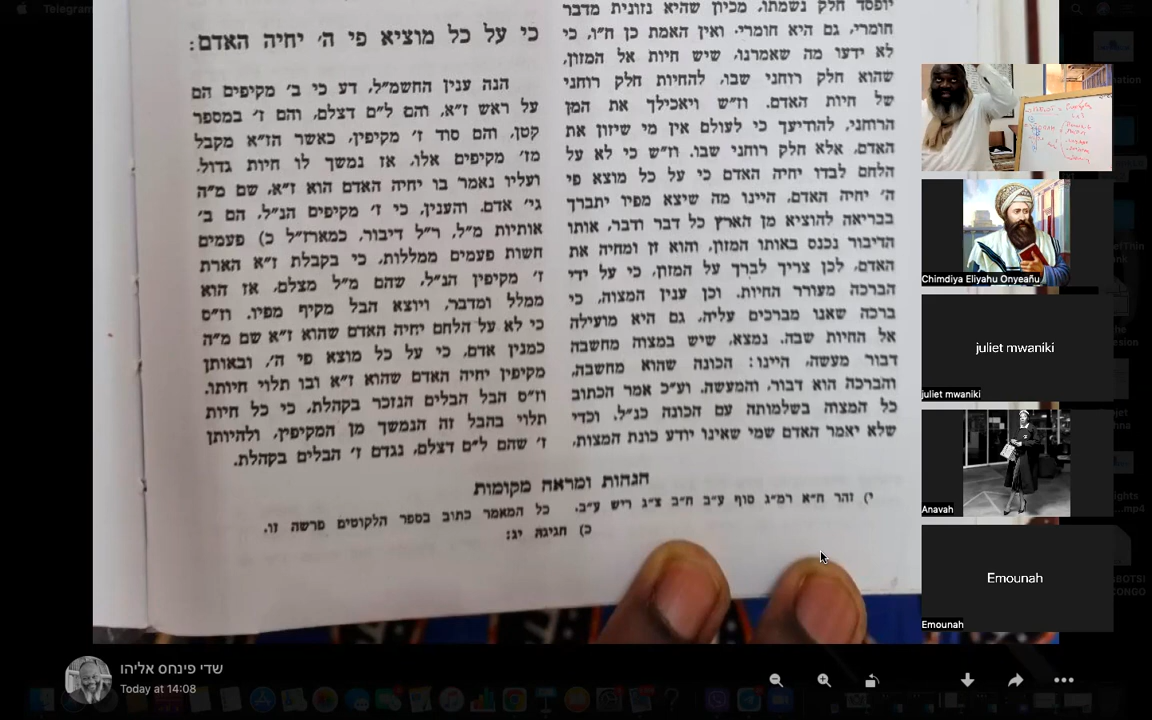 יופסד חלק נשמתו, מכיון שהיא נזונית מדבר
חומרי, גם היא חומרי. ואין האמת כן ח״ו, כי
לא ידעו מה שאמרנו, שיש חיות אל המזון,
שהוא חלק רוחני שבו, להחיות חלק רוחני
של חיות האדם. וז״ש ויאכילך את המן
הרוחני, להודיעך כי לעולם אין מי שיזון את
האדם, אלא חלק רוחני שבו. וז״ש כי לא על
הלחם לבדו יחיה האדם כי על כל מוצא פי
ה׳ יחיה האדם, היינו מה שיצא מפיו יתברך
בבריאה להוציא מן הארץ כל דבר ודבר, אותו
הדיבור נכנס באותו המזון, והוא זן ומחיה את
האדם, לכן צריך לברך על המזון, כי על ידי
הברכה מעורר החיות. וכן ענין המצוה, כי
ברכה שאנו מברכים עליה, גם היא מועילה
אל החיות שבה. נמצא, שיש במצוה מחשבה
דבור מעשה, היינו: הכונה שהוא מחשבה,
והברכה הוא דבור, והמעשה. וע״כ אמר הכתוב
כל המצוה בשלמותה עם הכונה כנ״ל, וכדי
שלא יאמר האדם שמי שאינו יודע כונת המצות,
כי על כל מוציא פי ה׳ יחיה האדם:
הנה ענין החשמ״ל, דע כי ב׳ מקיפים הם
על ראש ז״א, והם ל״ם דצלם, והם ז׳ במספר
קטן, והם סוד ז׳ מקיפין, כאשר הז״א מקבל
מז׳ מקיפים אלו, אז נמשך לו חיות גדול.
ועליו נאמר בו יחיה האדם הוא ז״א, שם מ״ה
גי׳ אדם. והענין, כי ז׳ מקיפים הנ״ל, הם ב׳
אותיות מ״ל, ר״ל דיבור, כמארז״ל כ) פעמים
חשות פעמים ממללות, כי בקבלת ז״א הארת
ז׳ מקיפין הנ״ל, שהם מ״ל מצלם, אז הוא
ממלל ומדבר, ויוצא הבל מקיף מפיו. וז״ס
כי לא על הלחם יחיה האדם שהוא ז״א שם מ״ה
כמנין אדם, כי על כל מוצא פי ה׳, ובאותן
מקיפין יחיה האדם שהוא ז״א ובו תלוי חיותו.
וז״ס הבל הבלים הנזכר בקהלת, כי כל חיות
תלוי בהבל זה הנמשך מן המקיפין, ולהיותן
ז׳ שהם ל״ם דצלם, נגדם ז׳ הבלים בקהלת.
הגהות ומראה מקומות
י) זהר ח״א רמ״ג סוף ע״ב ח״ב צ״ג ריש ע״ב. כל המאמר כתוב בספר הלקוטים פרשה זו.
כ) חגיגה יג:
Chimdiya Eliyahu Onyeañu
juliet mwaniki
juliet mwaniki
Anavah
Emounah
Emounah
שדי פינחס אליהו
Today at 14:08
Telegram